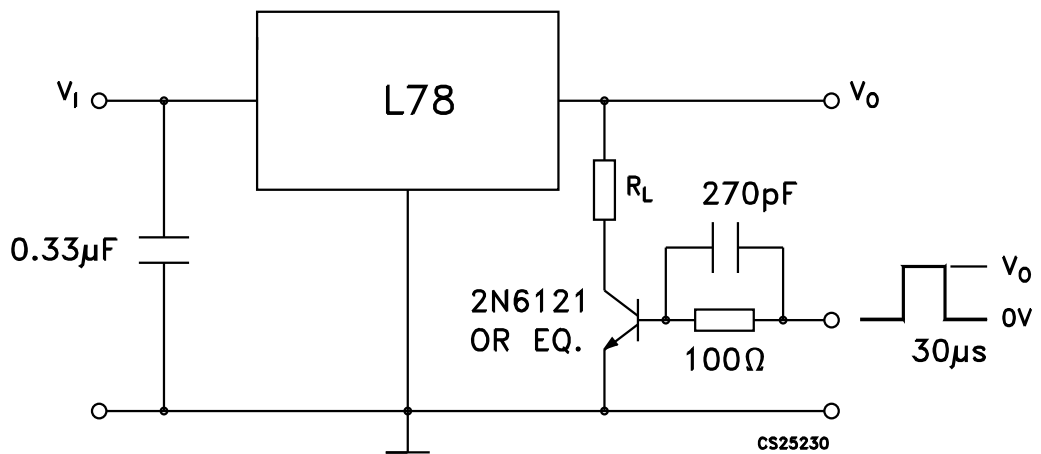 V_I
L78
V_O
R_L
270pF
0.33µF
2N6121
OR EQ.
100Ω
V_O
0V
30µs
CS25230